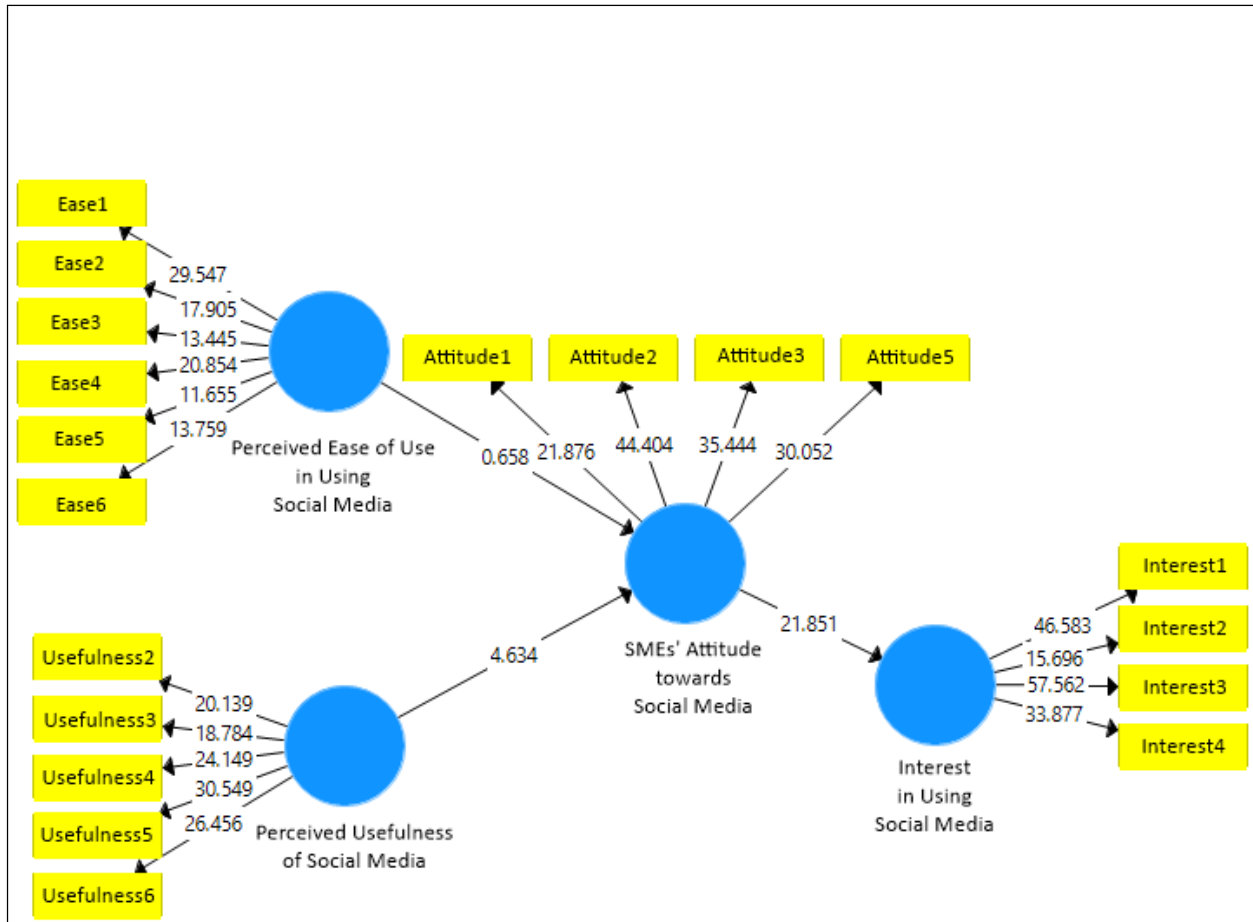 Ease1
Ease2
Ease3
Ease4
Ease5
Ease6
29.547
17.905
13.445
20.854
11.655
13.759
Perceived Ease of Use
in Using
Social Media
Attitude1
Attitude2
Attitude3
Attitude5
0.658
21.876
44.404
35.444
30.052
SMEs' Attitude
towards
Social Media
4.634
21.851
Usefulness2
Usefulness3
Usefulness4
Usefulness5
Usefulness6
20.139
18.784
24.149
30.549
26.456
Perceived Usefulness
of Social Media
Interest1
Interest2
Interest3
Interest4
46.583
15.696
57.562
33.877
Interest
in Using
Social Media